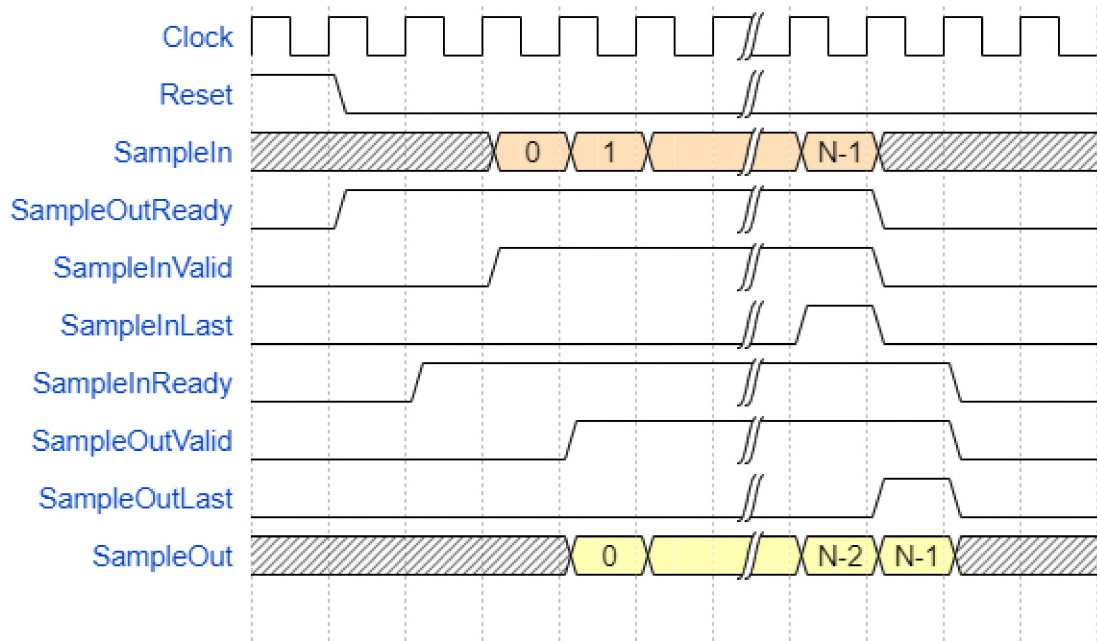 Clock
Reset
SampleIn 0 1 N-1
SampleOutReady
SampleInValid
SampleInLast
SampleInReady
SampleOutValid
SampleOutLast
SampleOut 0 N-2 N-1